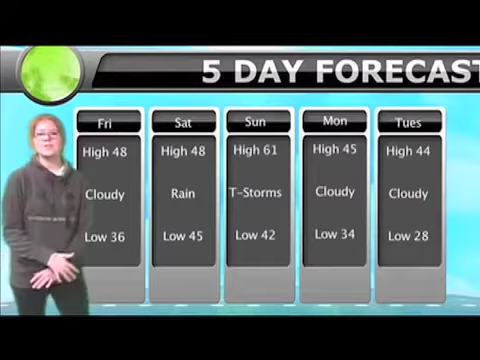 5 DAY FORECAST
Fri
High 48
Cloudy
Low 36
Sat
High 48
Rain
Low 45
Sun
High 61
T-Storms
Low 42
Mon
High 45
Cloudy
Low 34
Tues
High 44
Cloudy
Low 28